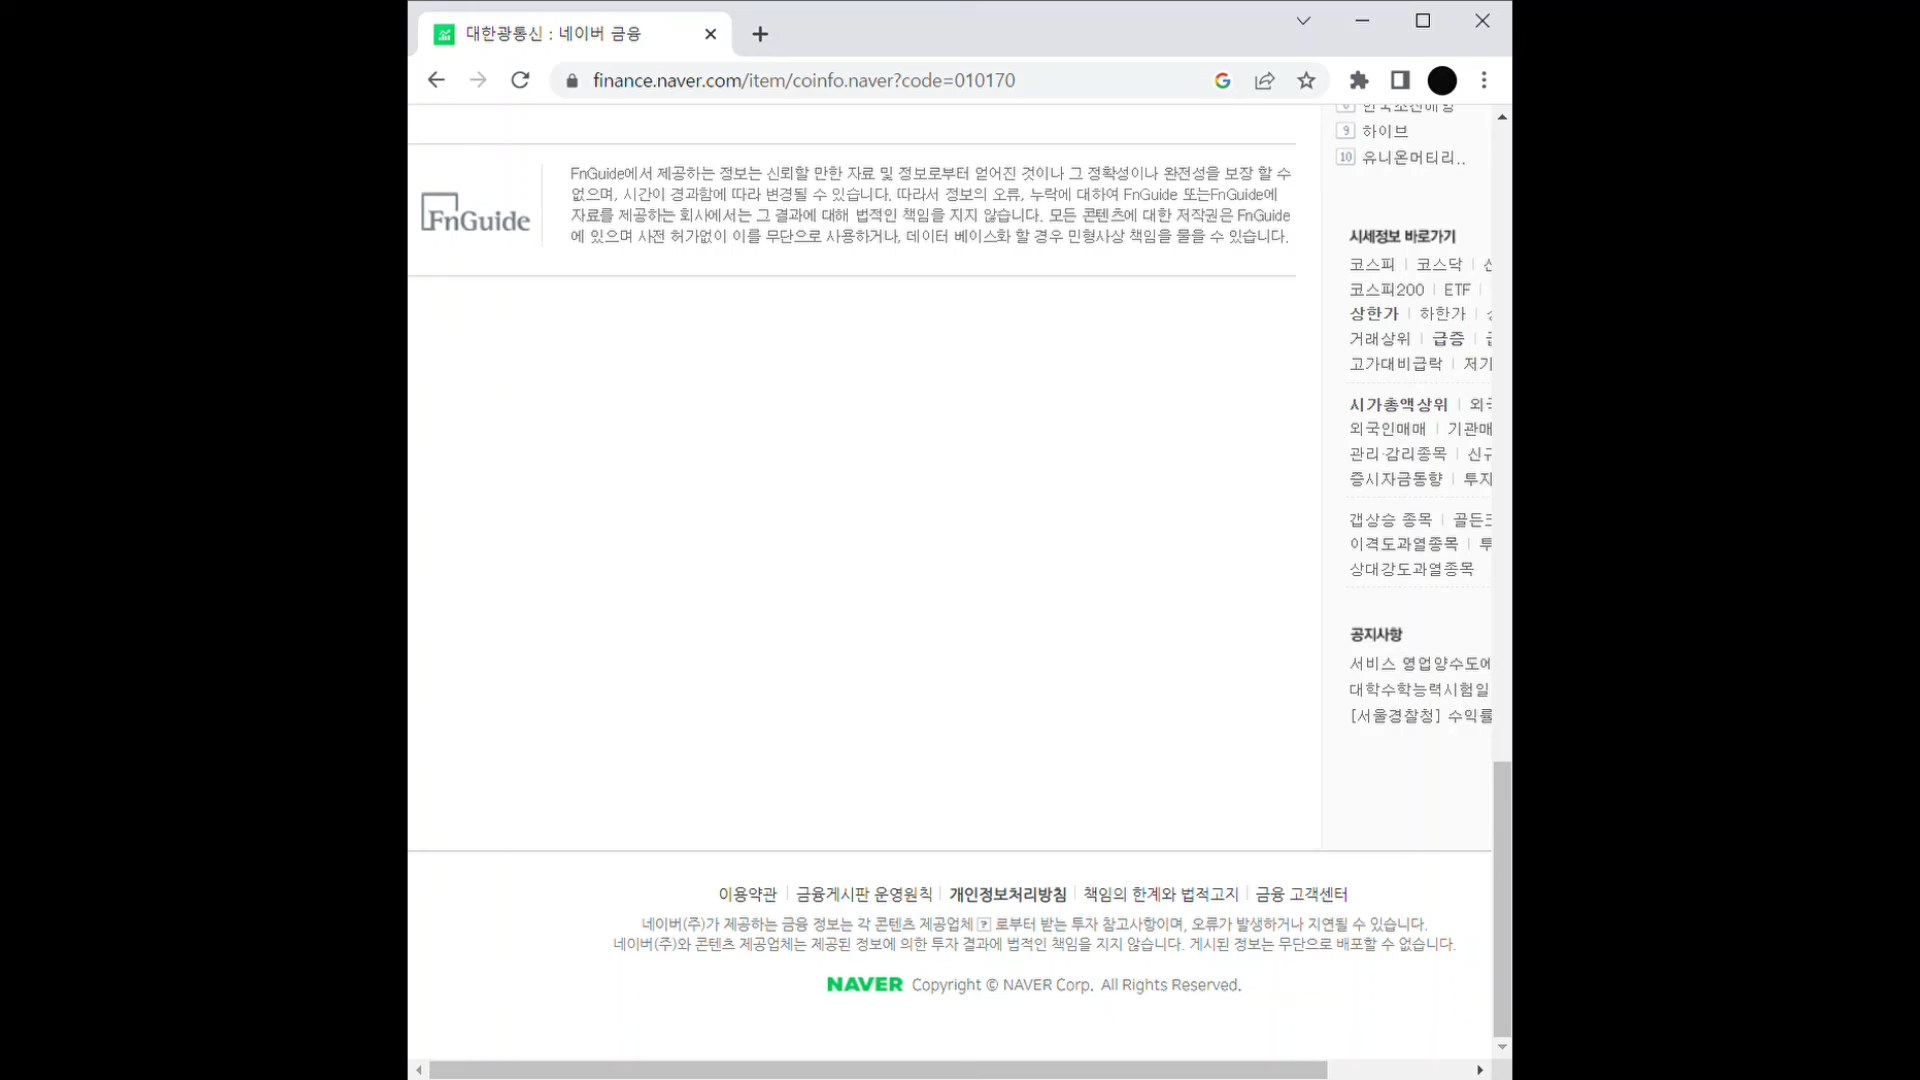 대한광통신 : 네이버 금융
finance.naver.com/item/coinfo.naver?code=010170
9 하이브
10 유니온머티리..
FnGuide
FnGuide에서 제공하는 정보는 신뢰할 만한 자료 및 정보로부터 얻어진 것이나 그 정확성이나 완전성을 보장 할 수
없으며, 시간이 경과함에 따라 변경될 수 있습니다. 따라서 정보의 오류, 누락에 대하여 FnGuide 또는FnGuide에
자료를 제공하는 회사에서는 그 결과에 대해 법적인 책임을 지지 않습니다. 모든 콘텐츠에 대한 저작권은 FnGuide
에 있으며 사전 허가없이 이를 무단으로 사용하거나, 데이터 베이스화 할 경우 민형사상 책임을 물을 수 있습니다.
시세정보 바로가기
코스피 코스닥
코스피200 ETF
상한가 하한가
거래상위 급증
고가대비급락 저가
시가총액상위
외국인매매 기관매
관리·감리종목 신규
증시자금동향 투자
갭상승 종목 골든크
이격도과열종목 투
상대강도과열종목
공지사항
서비스 영업양수도에
대학수학능력시험일
[서울경찰청] 수익률
이용약관 금융게시판 운영원칙 개인정보처리방침 책임의 한계와 법적고지 금융 고객센터
네이버(주)가 제공하는 금융 정보는 각 콘텐츠 제공업체 ? 로부터 받는 투자 참고사항이며, 오류가 발생하거나 지연될 수 있습니다.
네이버(주)와 콘텐츠 제공업체는 제공된 정보에 의한 투자 결과에 법적인 책임을 지지 않습니다. 게시된 정보는 무단으로 배포할 수 없습니다.
NAVER Copyright © NAVER Corp. All Rights Reserved.